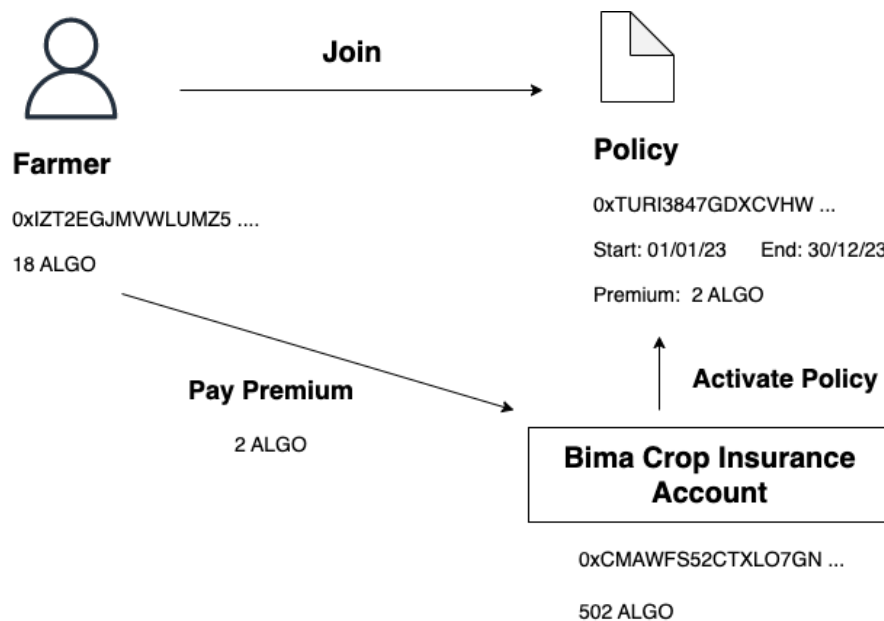 Join
Farmer
0xIZT2EGJMVWLUMZ5 ....
18 ALGO
Policy
0xTURI3847GDXCVHW ...
Start: 01/01/23 End: 30/12/23
Premium: 2 ALGO
Pay Premium
2 ALGO
Activate Policy
Bima Crop Insurance
Account
0xCMAWFS52CTXLO7GN ...
502 ALGO